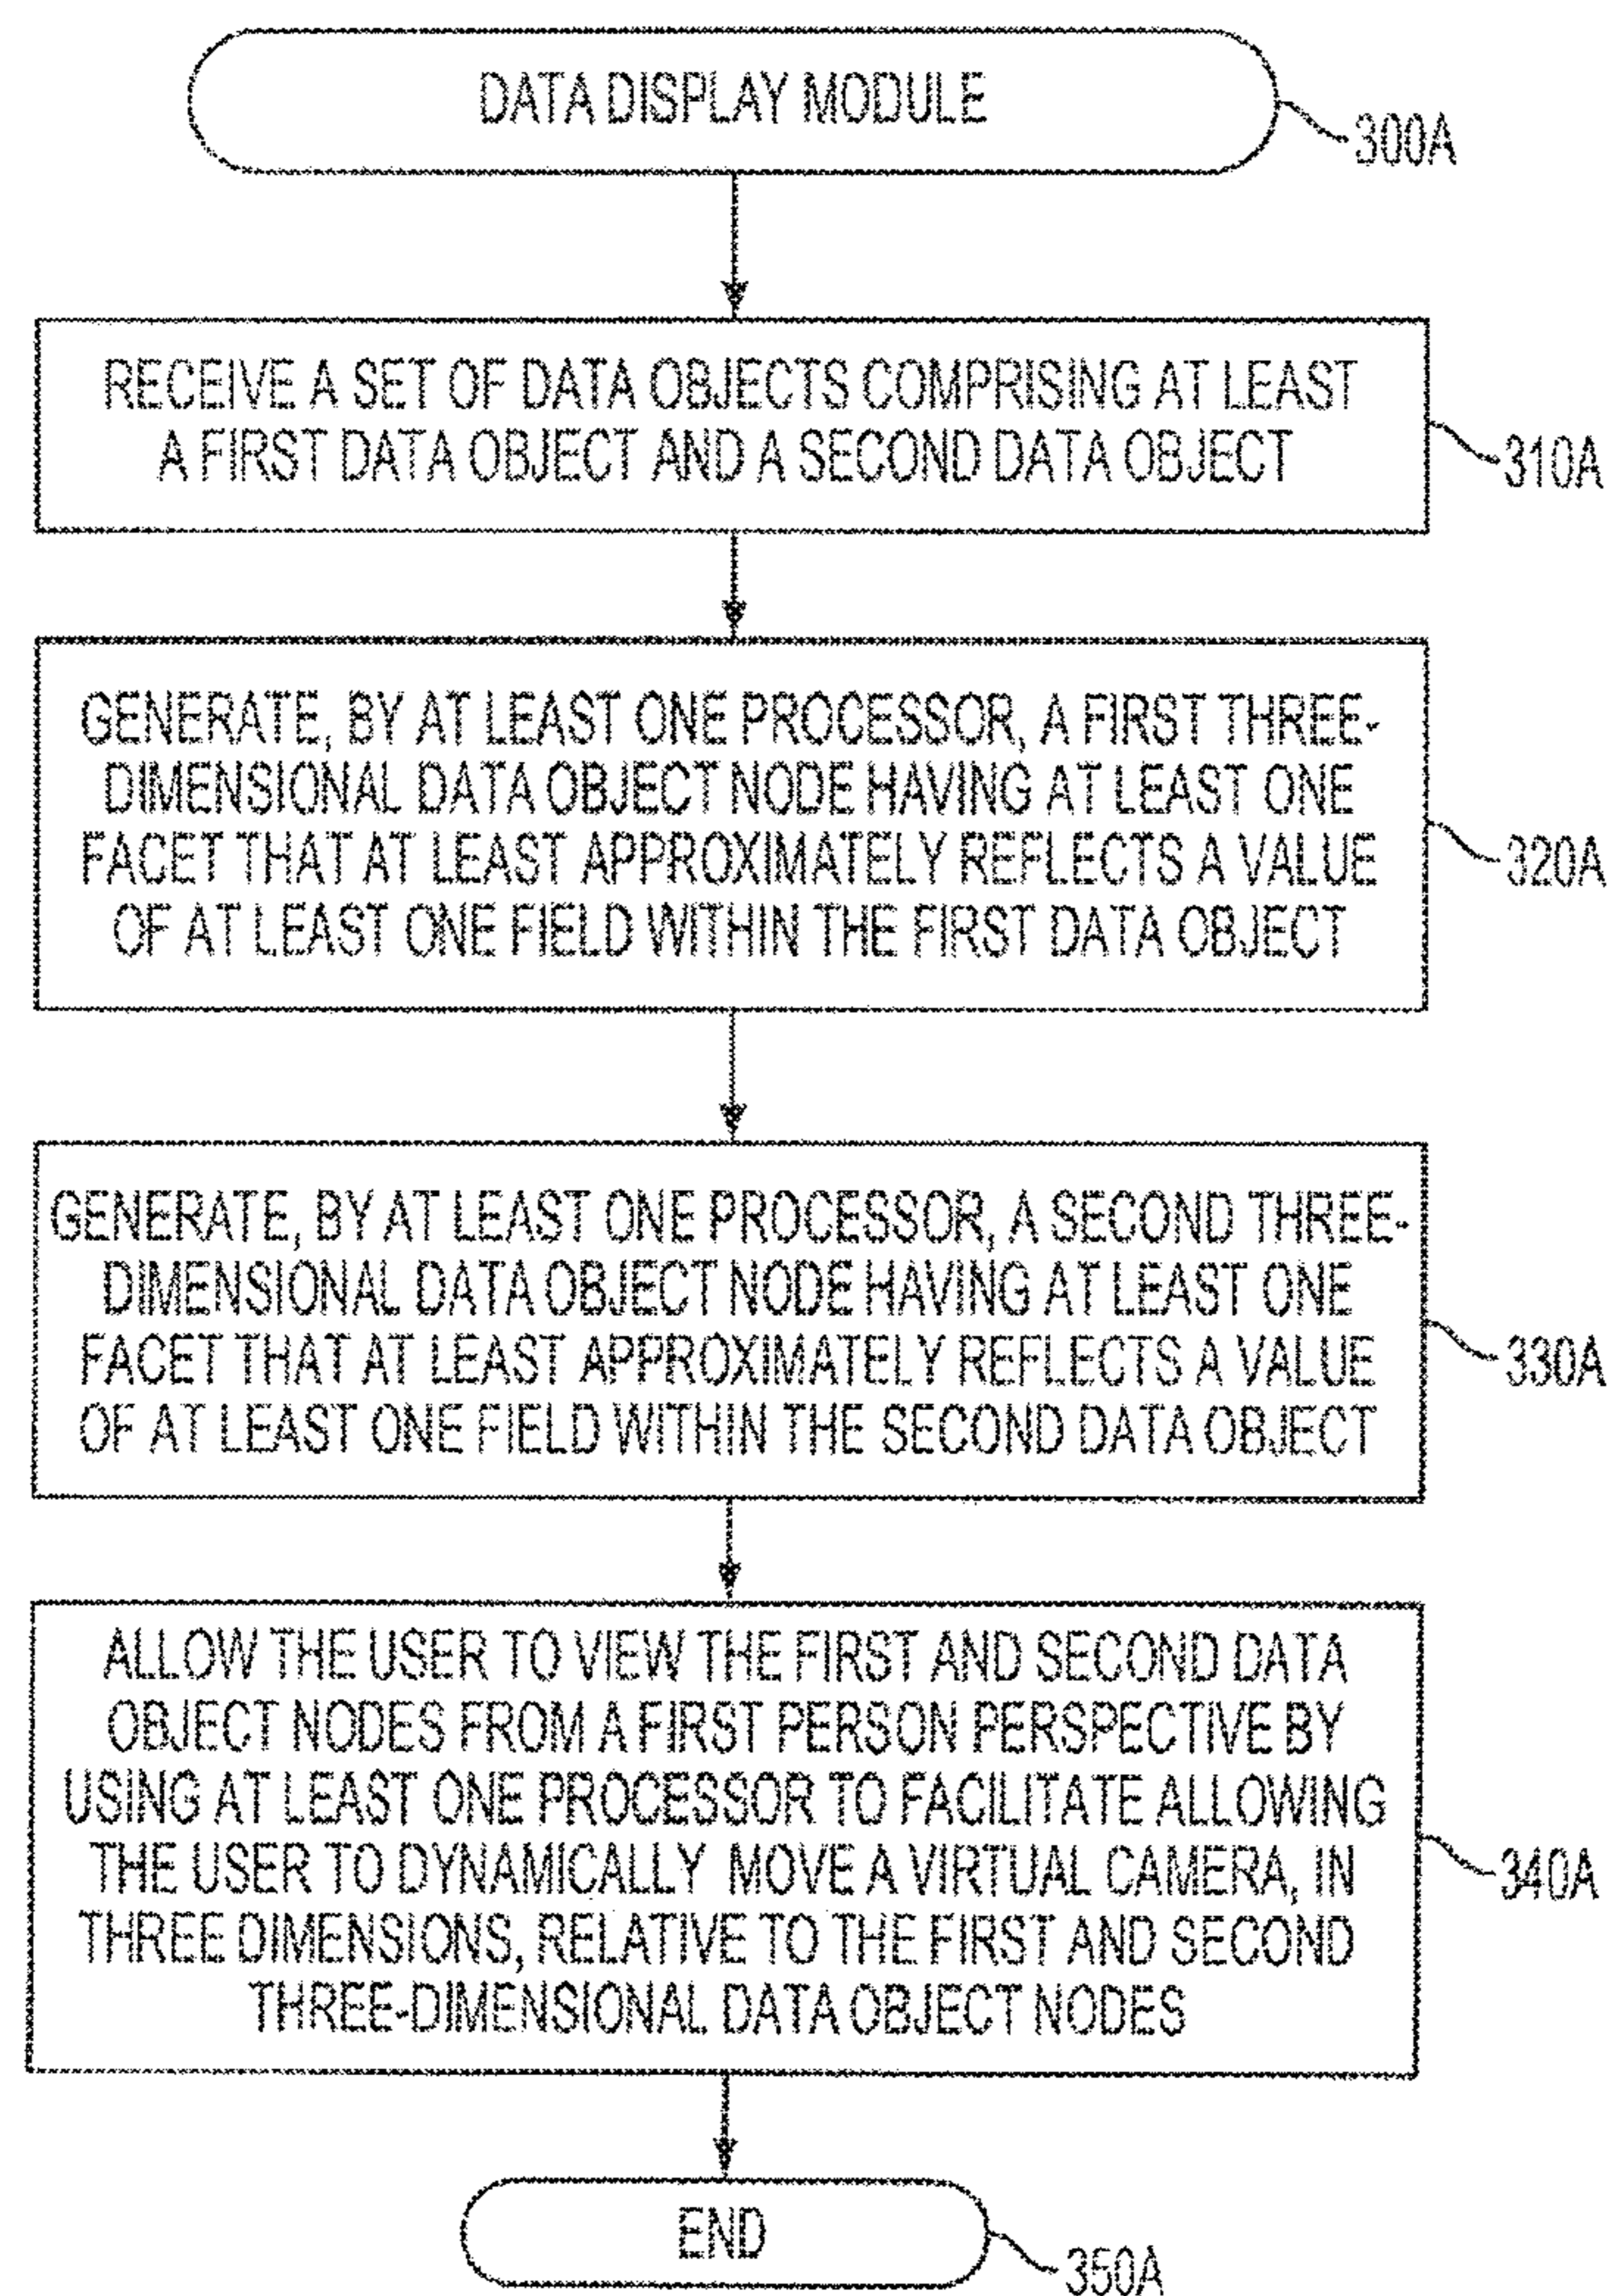 DATA DISPLAY MODULE
300A
RECEIVE A SET OF DATA OBJECTS COMPRISING AT LEAST
A FIRST DATA OBJECT AND A SECOND DATA OBJECT
310A
GENERATE, BY AT LEAST ONE PROCESSOR, A FIRST THREE-
DIMENSIONAL DATA OBJECT NODE HAVING AT LEAST ONE
FACET THAT AT LEAST APPROXIMATELY REFLECTS A VALUE
OF AT LEAST ONE FIELD WITHIN THE FIRST DATA OBJECT
320A
GENERATE, BY AT LEAST ONE PROCESSOR, A SECOND THREE-
DIMENSIONAL DATA OBJECT NODE HAVING AT LEAST ONE
FACET THAT AT LEAST APPROXIMATELY REFLECTS A VALUE
OF AT LEAST ONE FIELD WITHIN THE SECOND DATA OBJECT
330A
ALLOW THE USER TO VIEW THE FIRST AND SECOND DATA
OBJECT NODES FROM A FIRST PERSON PERSPECTIVE BY
USING AT LEAST ONE PROCESSOR TO FACILITATE ALLOWING
THE USER TO DYNAMICALLY MOVE A VIRTUAL CAMERA, IN
THREE DIMENSIONS, RELATIVE TO THE FIRST AND SECOND
THREE-DIMENSIONAL DATA OBJECT NODES
340A
END
350A